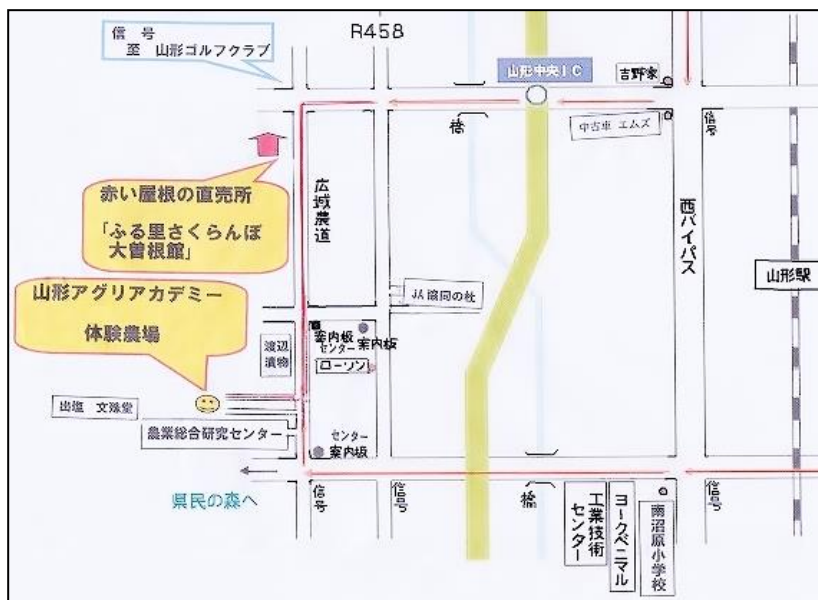 信 号
至 山形ゴルフクラブ
R458
山形中央IC
吉野家
橋
中古車 エムズ
信号
赤い屋根の直売所
「ふる里さくらんぼ
大曽根館」
広域農道
西バイパス
山形駅
山形アグリアカデミー
体験農場
JA協同の杜
渡辺
漬物
案内板
センター
案内板
ローソン
出塩 文殊堂
農業総合研究センター
センター
案内板
県民の森へ
信号
信号
橋
工業技術
センター
ヨークベニマル
南沼原小学校
信号